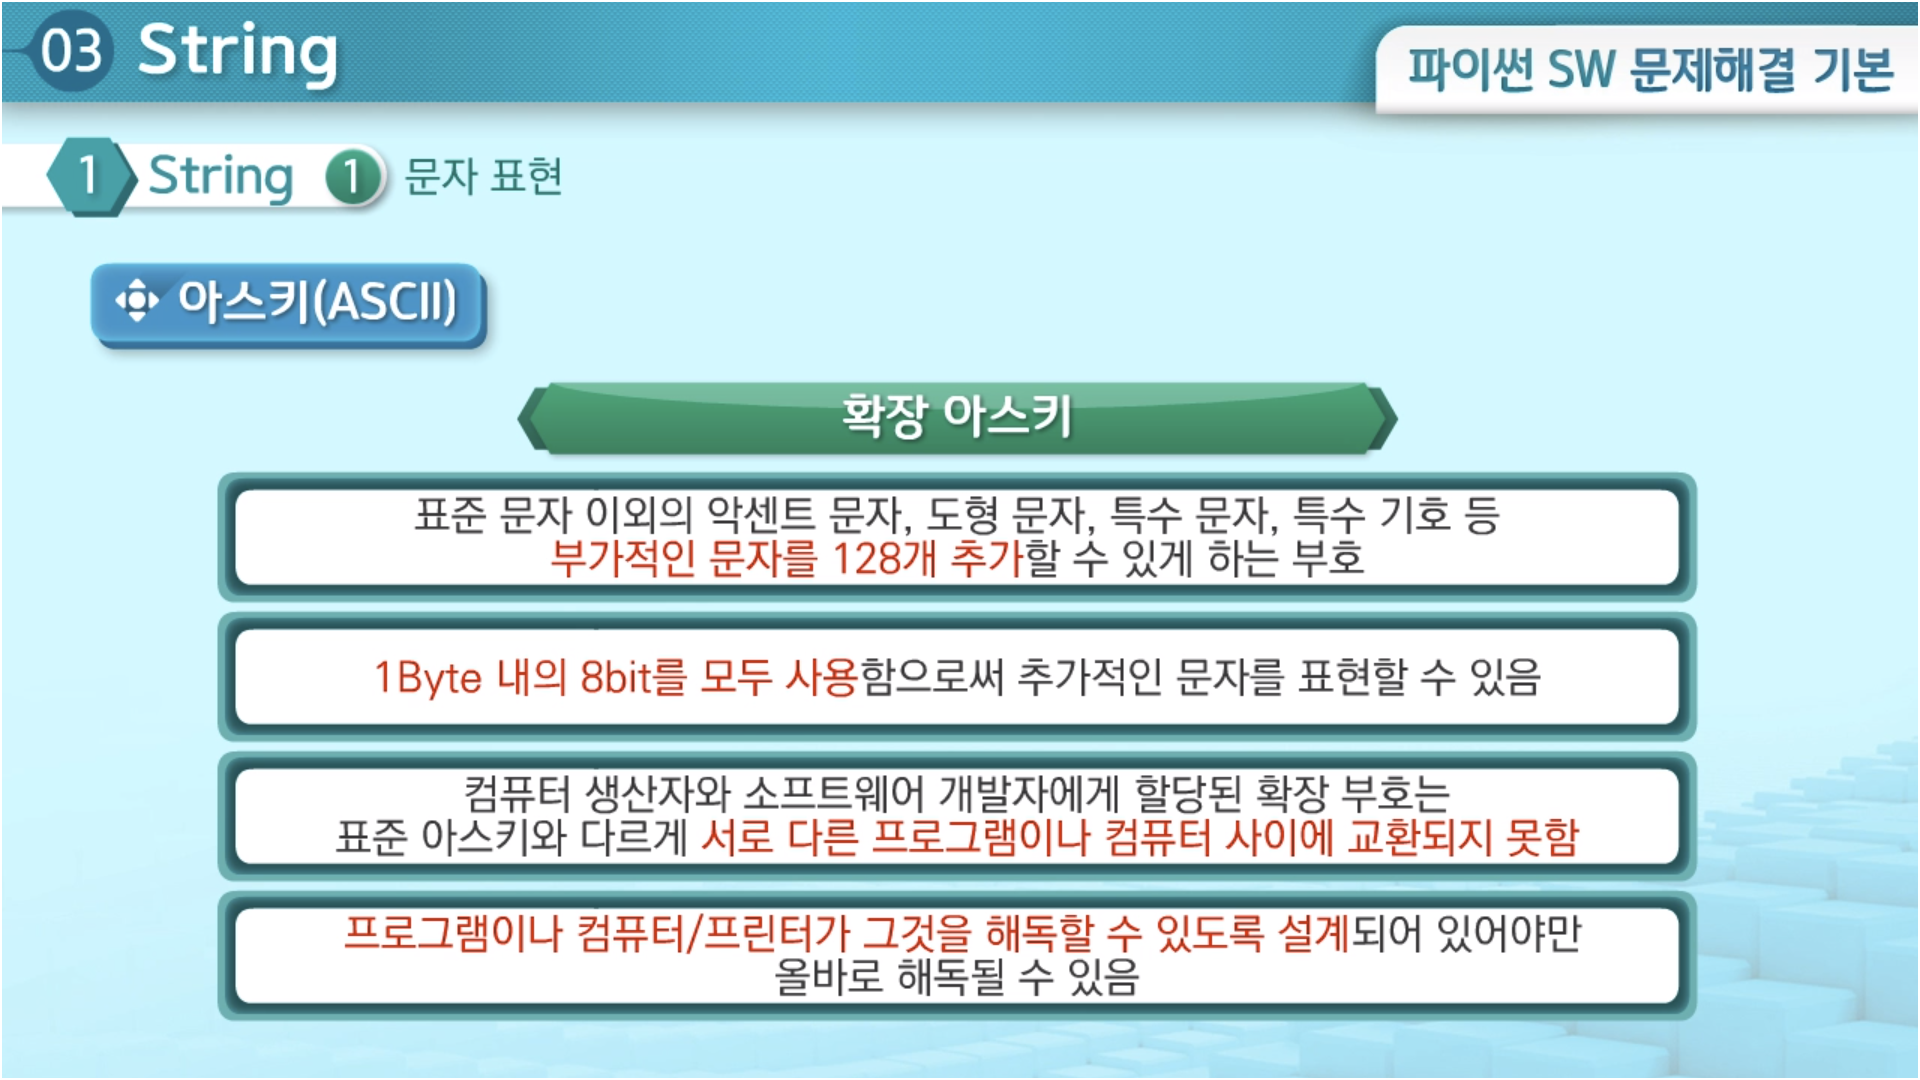 03 String
파이썬 SW 문제해결 기본
1 String 1 문자 표현
아스키(ASCII)
확장 아스키
표준 문자 이외의 악센트 문자, 도형 문자, 특수 문자, 특수 기호 등
부가적인 문자를 128개 추가할 수 있게 하는 부호
1Byte 내의 8bit를 모두 사용함으로써 추가적인 문자를 표현할 수 있음
컴퓨터 생산자와 소프트웨어 개발자에게 할당된 확장 부호는
표준 아스키와 다르게 서로 다른 프로그램이나 컴퓨터 사이에 교환되지 못함
프로그램이나 컴퓨터/프린터가 그것을 해독할 수 있도록 설계되어 있어야만
올바로 해독될 수 있음